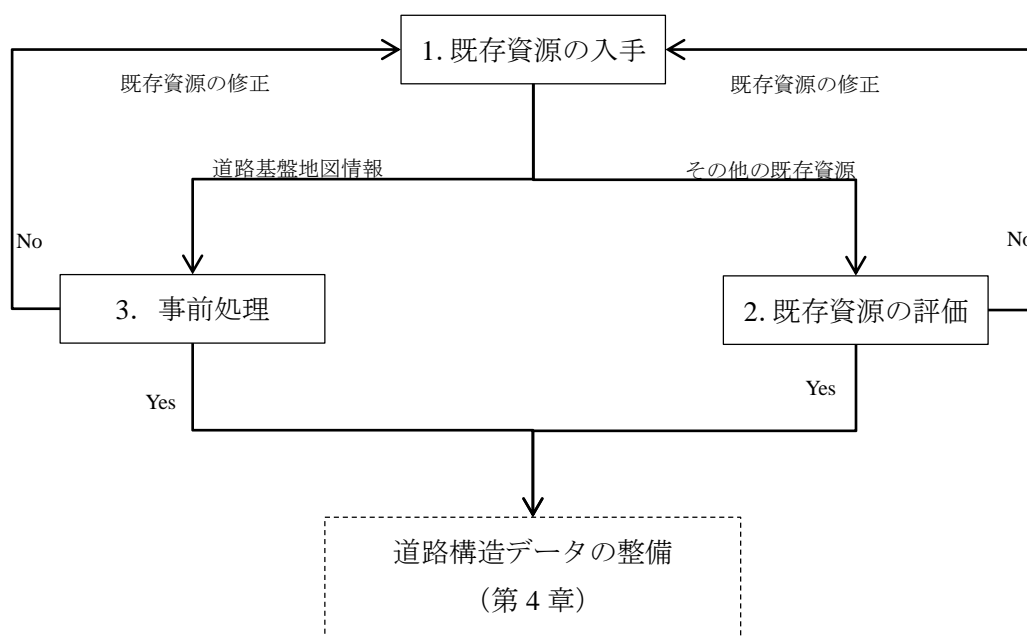 1. 既存資源の入手
既存資源の修正
既存資源の修正
道路基盤地図情報
その他の既存資源
No
No
3. 事前処理
2. 既存資源の評価
Yes
Yes
道路構造データの整備
（第 4 章）